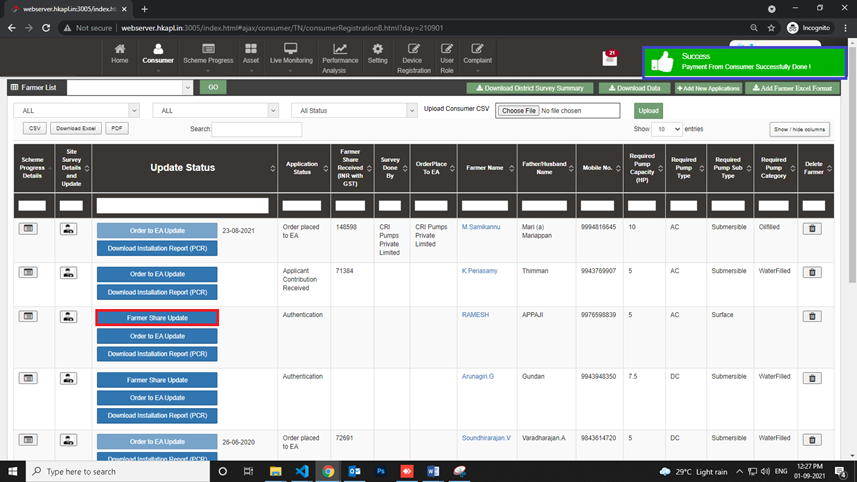 webserver.hkapl.in:3005/index.ht
Not secure | webserver.hkapl.in:3005/index.html#ajax/consumer/TN/consumerRegistrationB.html?day=210901
Incognito
Home
Consumer
Scheme Progress
Asset
Live Monitoring
Performance Analysis
Setting
Device Registration
User Role
Complaint
21
Success
Payment From Consumer Successfully Done !
Farmer List
GO
Download District Survey Summary
Download Data
Add New Applications
Add Farmer Excel Format
ALL
ALL
All Status
Upload Consumer CSV
Choose File No file chosen
Upload
CSV
Download Excel
PDF
Search:
Show 10 entries
Show / hide columns
Scheme Progress Details
Site Survey Details and Update
Update Status
Application Status
Farmer Share Received (INR with GST)
Survey Done By
OrderPlace To EA
Farmer Name
Father/Husband Name
Mobile No.
Required Pump Capacity (HP)
Required Pump Type
Required Pump Sub Type
Required Pump Category
Delete Farmer
Order to EA Update 23-08-2021
Download Installation Report (PCR)
Order placed to EA
148598
CRI Pumps Private Limited
CRI Pumps Private Limited
M.Samikannu
Mari (a) Mariappan
9994816545
10
AC
Submersible
Oilfilled
Order to EA Update
Download Installation Report (PCR)
Applicant Contribution Received
71384
K.Periasamy
Thimman
9943769907
5
AC
Submersible
WaterFilled
Farmer Share Update
Order to EA Update
Download Installation Report (PCR)
Authentication
RAMESH
APPAJI
9976598839
5
AC
Surface
Farmer Share Update
Order to EA Update
Download Installation Report (PCR)
Authentication
Arunagiri.G
Gundan
9943948350
7.5
DC
Submersible
WaterFilled
Order to EA Update 26-06-2020
Download Installation Report (PCR)
Order placed to EA
72691
Soundhirarajan.V
Varadharajan.A
9843614720
5
DC
Submersible
WaterFilled
Type here to search
29°C Light rain
ENG
12:27 PM
01-09-2021
4